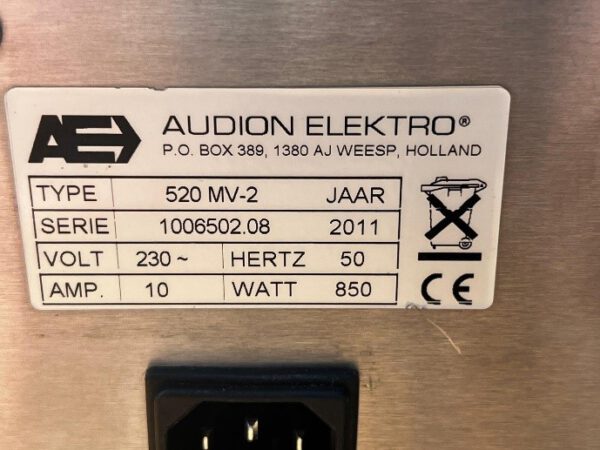 AE
AUDION ELEKTRO®
P.O. BOX 389, 1380 AJ WEESP, HOLLAND
TYPE 520 MV-2 JAAR
SERIE 1006502.08 2011
VOLT 230 ~ HERTZ 50
AMP. 10 WATT 850
CE